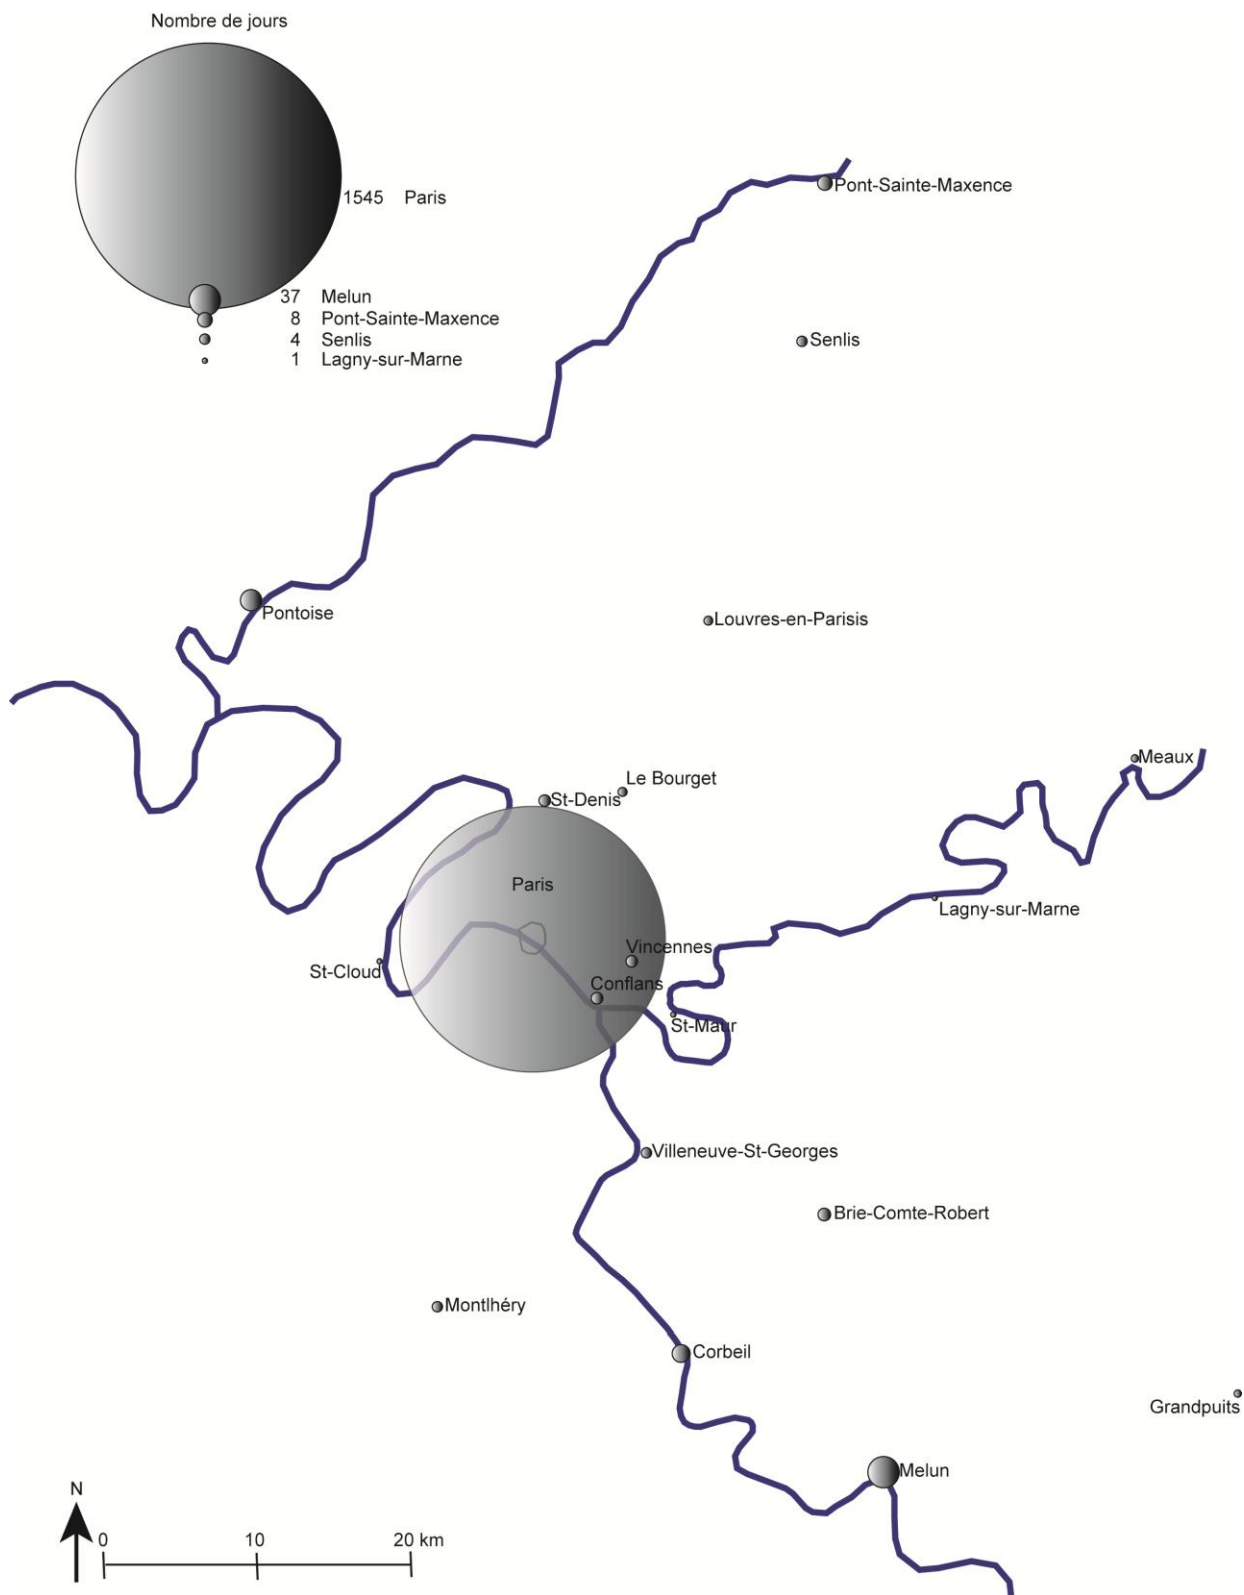 Nombre de jours
1545 Paris
37 Melun
8 Pont-Sainte-Maxence
4 Senlis
1 Lagny-sur-Marne
Pont-Sainte-Maxence
Senlis
Pontoise
Louvres-en-Parisis
Meaux
Le Bourget
St-Denis
Paris
Lagny-sur-Marne
Vincennes
St-Cloud
Conflans
St-Maur
Villeneuve-St-Georges
Brie-Comte-Robert
Montlhéry
Corbeil
Grandpuits
Melun
N
0 10 20 km